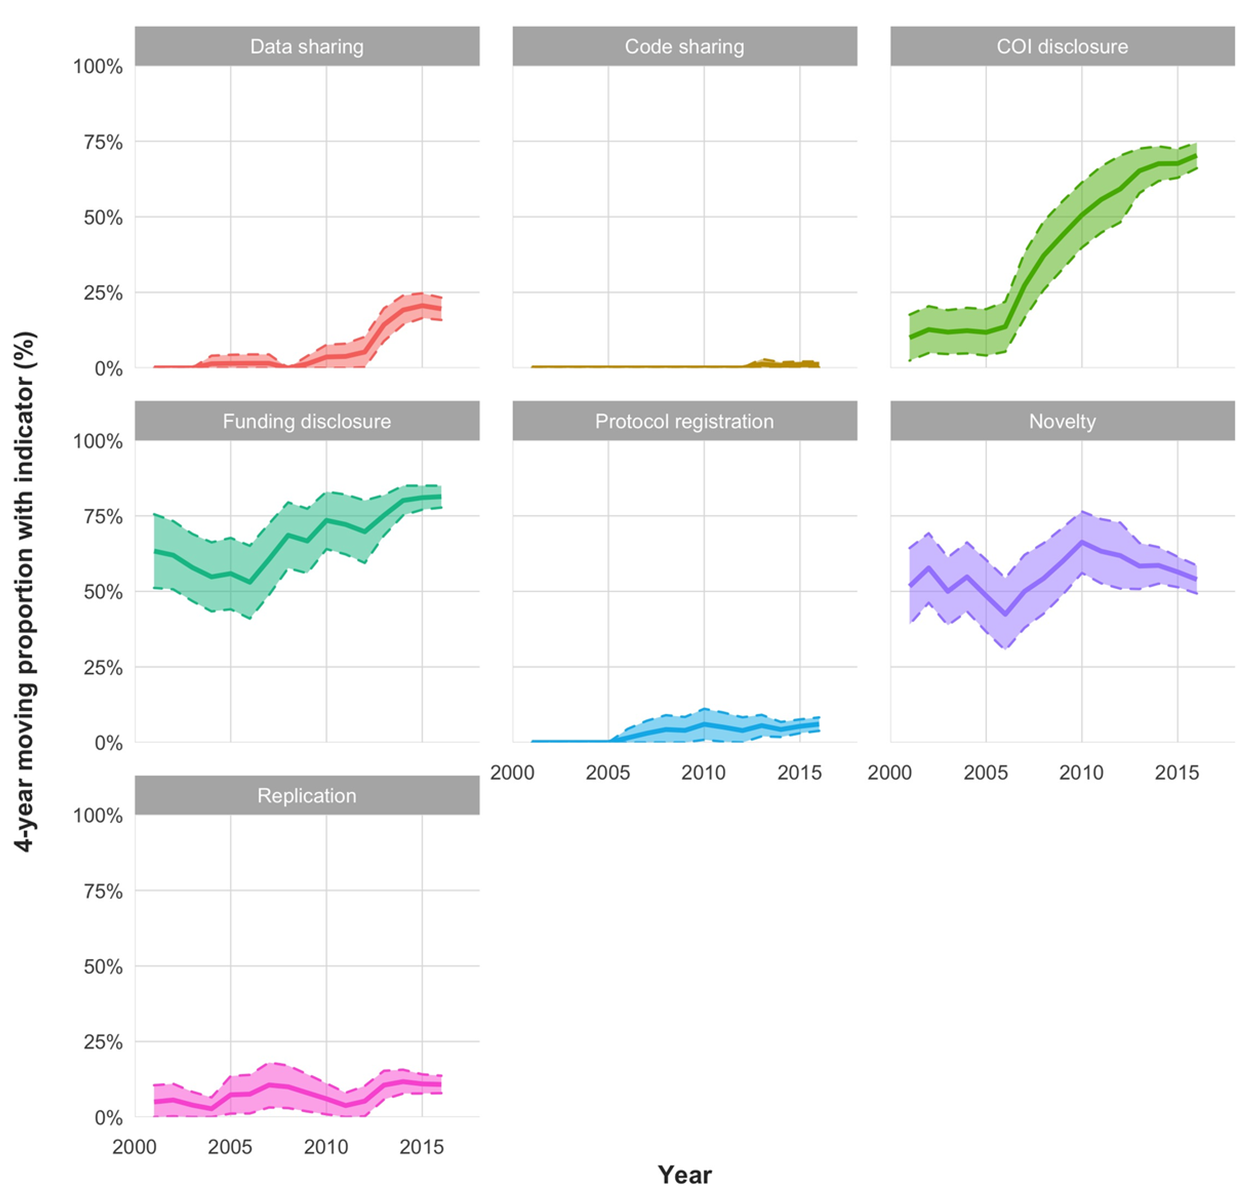 Data sharing
Code sharing
COI disclosure
100%
75%
50%
25%
0%
Funding disclosure
Protocol registration
Novelty
100%
75%
50%
25%
0%
2000 2005 2010 2015
2000 2005 2010 2015
Replication
100%
75%
50%
25%
0%
2000 2005 2010 2015
4-year moving proportion with indicator (%)
Year